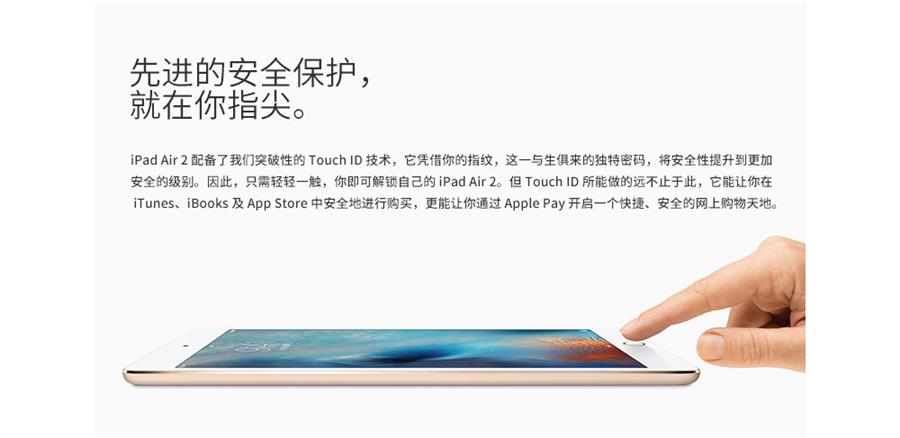 先进的安全保护，
就在你指尖。
iPad Air 2 配备了我们突破性的 Touch ID 技术，它凭借你的指纹，这一与生俱来的独特密码，将安全性提升到更加
安全的级别。因此，只需轻轻一触，你即可解锁自己的 iPad Air 2。但 Touch ID 所能做的远不止于此，它能让你在
iTunes、iBooks 及 App Store 中安全地进行购买，更能让你通过 Apple Pay 开启一个快捷、安全的网上购物天地。